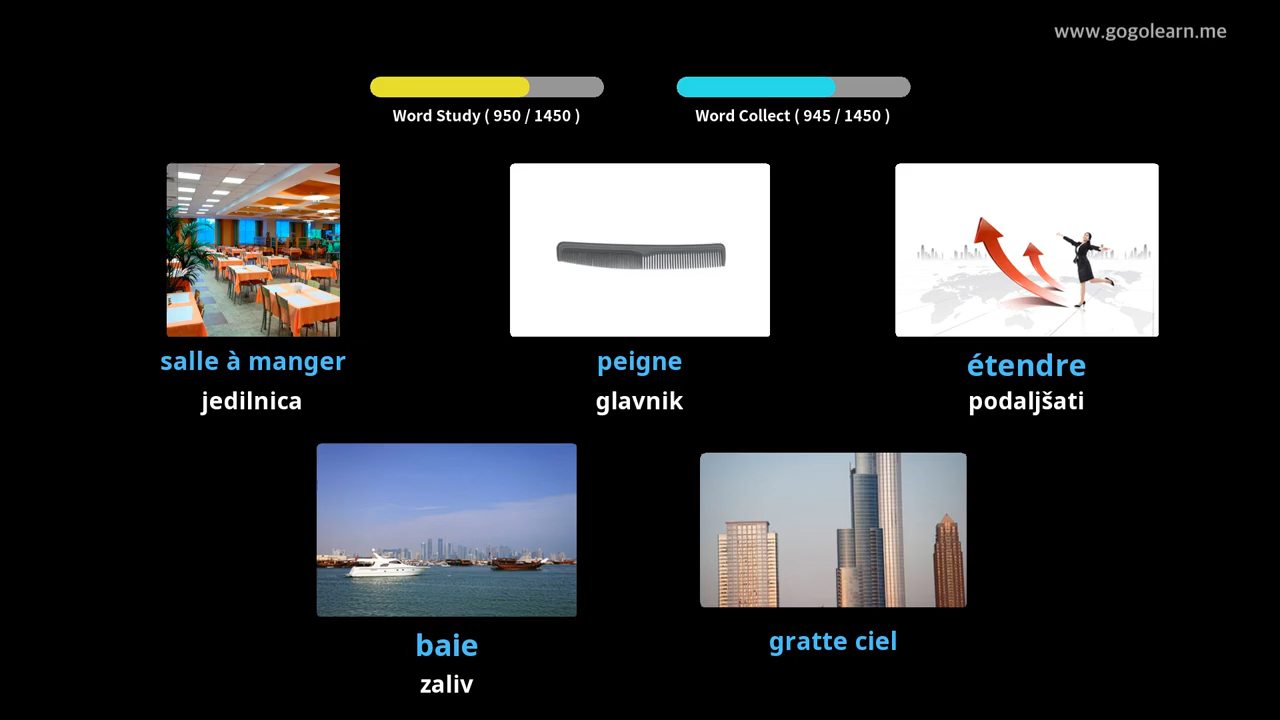 www.gogolearn.me
Word Study ( 950 / 1450 )
Word Collect ( 945 / 1450 )
salle à manger
jedilnica
peigne
glavnik
étendre
podaljšati
baie
zaliv
gratte ciel